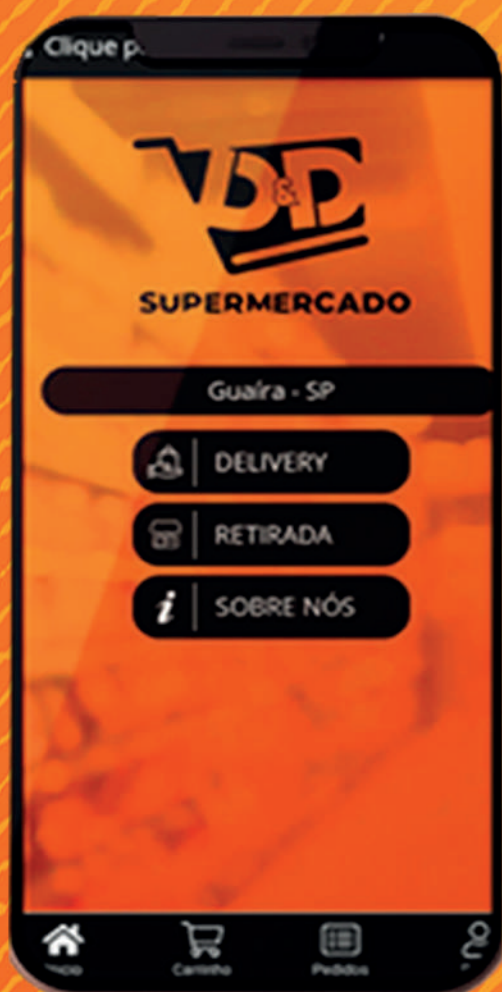 Clique p
D&D
SUPERMERCADO
Guaíra - SP
DELIVERY
RETIRADA
i SOBRE NÓS
Carrinho
Pedidos